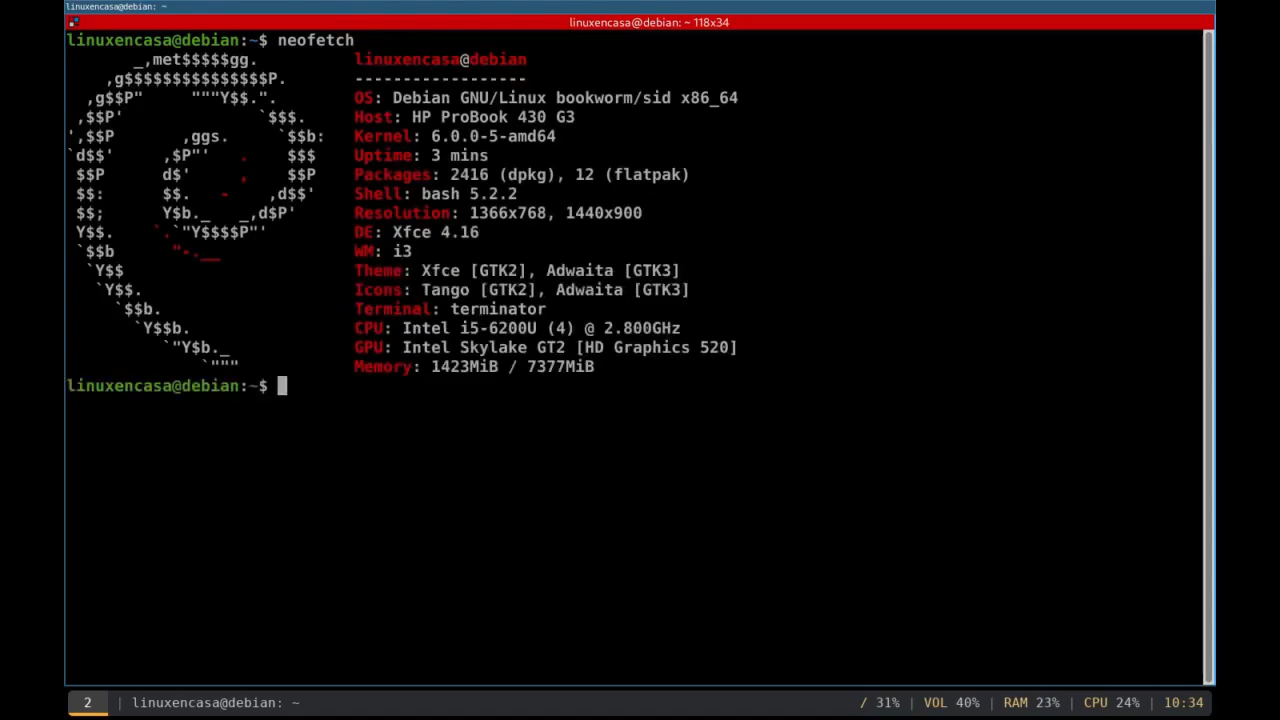 linuxencasa@debian: ~
linuxencasa@debian: ~ 118x34
linuxencasa@debian:~$ neofetch
       _,met$$$$$gg.          linuxencasa@debian
    ,g$$$$$$$$$$$$$$$P.       ------------------
  ,g$$P"     """Y$$.".        OS: Debian GNU/Linux bookworm/sid x86_64
 ,$$P'              `$$$.     Host: HP ProBook 430 G3
',$$P       ,ggs.     `$$b:   Kernel: 6.0.0-5-amd64
`d$$'     ,$P"'   .    $$$    Uptime: 3 mins
 $$P      d$'     ,    $$P    Packages: 2416 (dpkg), 12 (flatpak)
 $$:      $$.   -    ,d$$'    Shell: bash 5.2.2
 $$;      Y$b._   _,d$P'      Resolution: 1366x768, 1440x900
 Y$$.    `.`"Y$$$$P"'         DE: Xfce 4.16
 `$$b      "-.__              WM: i3
  `Y$$                        Theme: Xfce [GTK2], Adwaita [GTK3]
   `Y$$.                      Icons: Tango [GTK2], Adwaita [GTK3]
     `$$b.                    Terminal: terminator
       `Y$$b.                 CPU: Intel i5-6200U (4) @ 2.800GHz
          `"Y$b._             GPU: Intel Skylake GT2 [HD Graphics 520]
              `"""            Memory: 1423MiB / 7377MiB
linuxencasa@debian:~$
2 | linuxencasa@debian: ~ / 31% | VOL 40% | RAM 23% | CPU 24% | 10:34